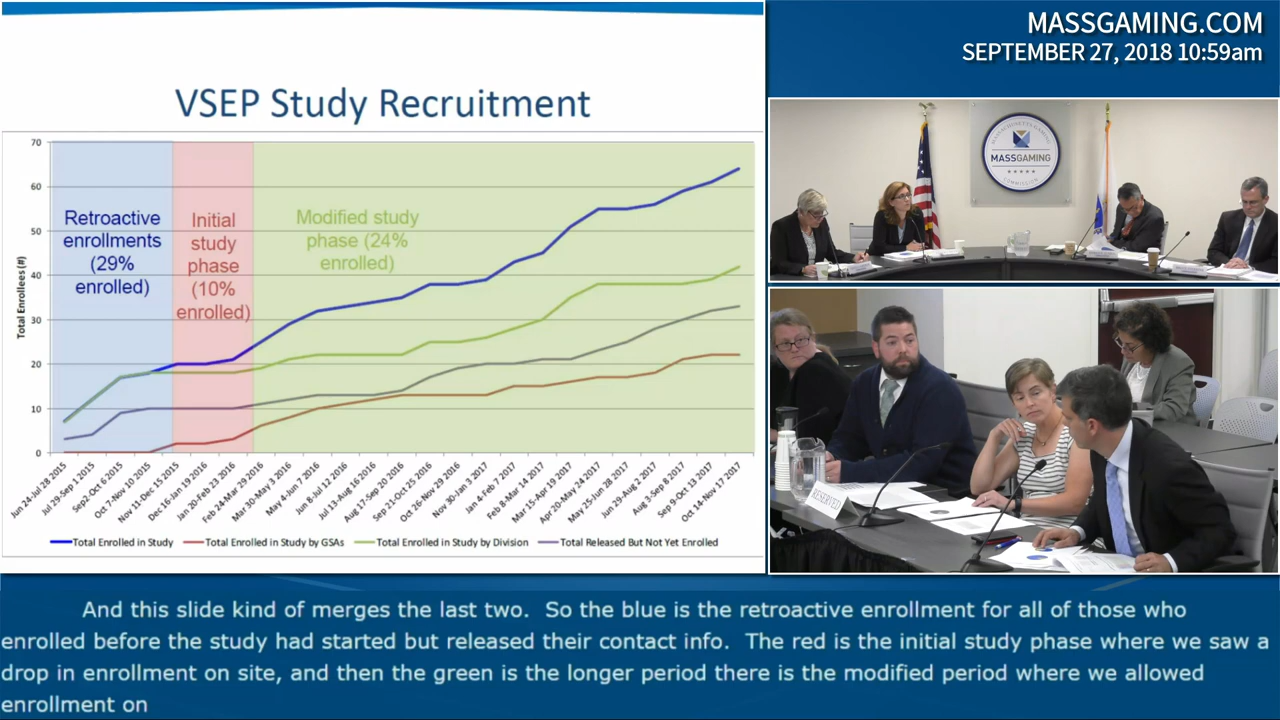 MASSGAMING.COM
SEPTEMBER 27, 2018 10:59am
VSEP Study Recruitment
Total Enrollees (#)
70
60
50
40
30
20
10
0
Retroactive
enrollments
(29%
enrolled)
Initial
study
phase
(10%
enrolled)
Modified study
phase (24%
enrolled)
Jun 24-Jul 28 2015
Jul 29-Sep 1 2015
Sep2-Oct 6 2015
Oct 7-Nov 10 2015
Nov 11-Dec 15 2015
Dec 16-Jan 19 2016
Jan 20-Feb 23 2016
Feb 24-Mar 29 2016
Mar 30-May 3 2016
May 4-Jun 7 2016
Jun 8-Jul 12 2016
Jul 13-Aug 16 2016
Aug 17-Sep 20 2016
Sep 21-Oct 25 2016
Oct 26-Nov 29 2016
Nov 30-Jan 3 2017
Jan 4-Feb 7 2017
Feb 8-Mar 14 2017
Mar 15-Apr 19 2017
Apr 20-May 24 2017
May 25-Jun 28 2017
Jun 29-Aug 2 2017
Aug 3-Sep 8 2017
Sep 9-Oct 13 2017
Oct 14-Nov 17 2017
Total Enrolled in Study
Total Enrolled in Study by GSAs
Total Enrolled in Study by Division
Total Released But Not Yet Enrolled
MASSACHUSETTS GAMING
MASSGAMING
COMMISSION
RESERVED
And this slide kind of merges the last two. So the blue is the retroactive enrollment for all of those who
enrolled before the study had started but released their contact info. The red is the initial study phase where we saw a
drop in enrollment on site, and then the green is the longer period there is the modified period where we allowed
enrollment on